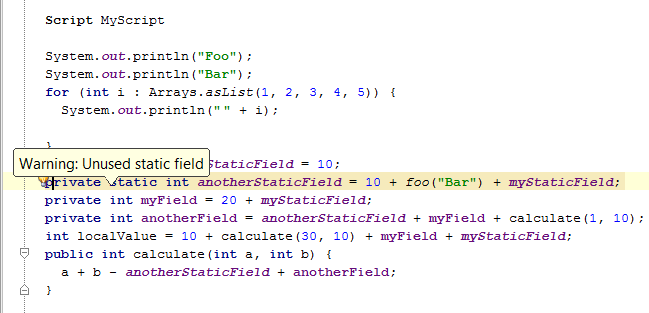 Script MyScript
System.out.println("Foo");
System.out.println("Bar");
for (int i : Arrays.asList(1, 2, 3, 4, 5)) {
System.out.println("" + i);
}
Warning: Unused static field
StaticField = 10;
private static int anotherStaticField = 10 + foo("Bar") + myStaticField;
private int myField = 20 + myStaticField;
private int anotherField = anotherStaticField + myField + calculate(1, 10);
int localValue = 10 + calculate(30, 10) + myField + myStaticField;
public int calculate(int a, int b) {
a + b - anotherStaticField + anotherField;
}